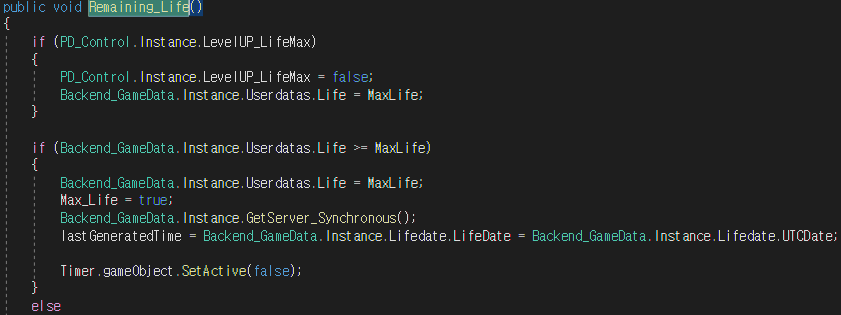 public void Remaining_Life()
{
if (PD_Control.Instance.LevelUP_LifeMax)
{
PD_Control.Instance.LevelUP_LifeMax = false;
Backend_GameData.Instance.Userdatas.Life = MaxLife;
}
if (Backend_GameData.Instance.Userdatas.Life >= MaxLife)
{
Backend_GameData.Instance.Userdatas.Life = MaxLife;
Max_Life = true;
Backend_GameData.Instance.GetServer_Synchronous();
lastGeneratedTime = Backend_GameData.Instance.Lifedate.LifeDate = Backend_GameData.Instance.Lifedate.UTCDate;
Timer.gameObject.SetActive(false);
}
else